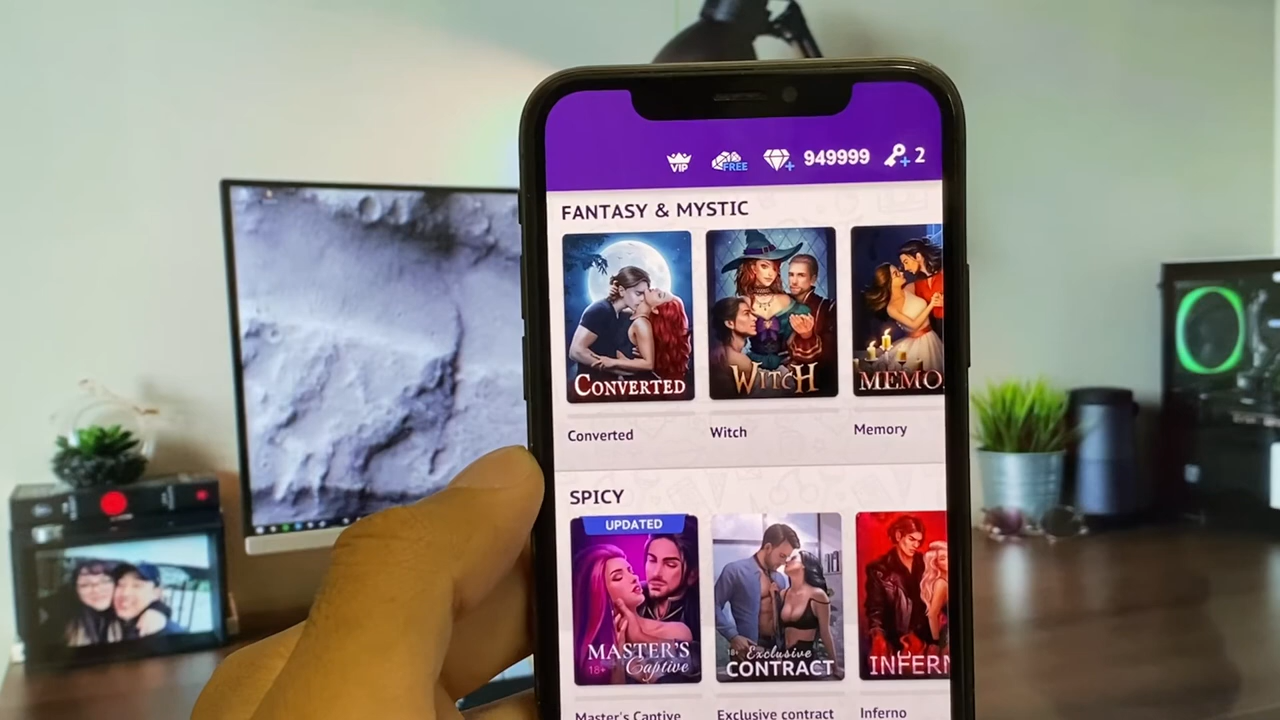 VIP FREE 949999 2
FANTASY & MYSTIC
CONVERTED
WITCH
MEMO
Converted
Witch
Memory
SPICY
UPDATED
MASTER'S
Captive
18+
18+ Exclusive
CONTRACT
INFERN
Master's Captive
Exclusive contract
Inferno